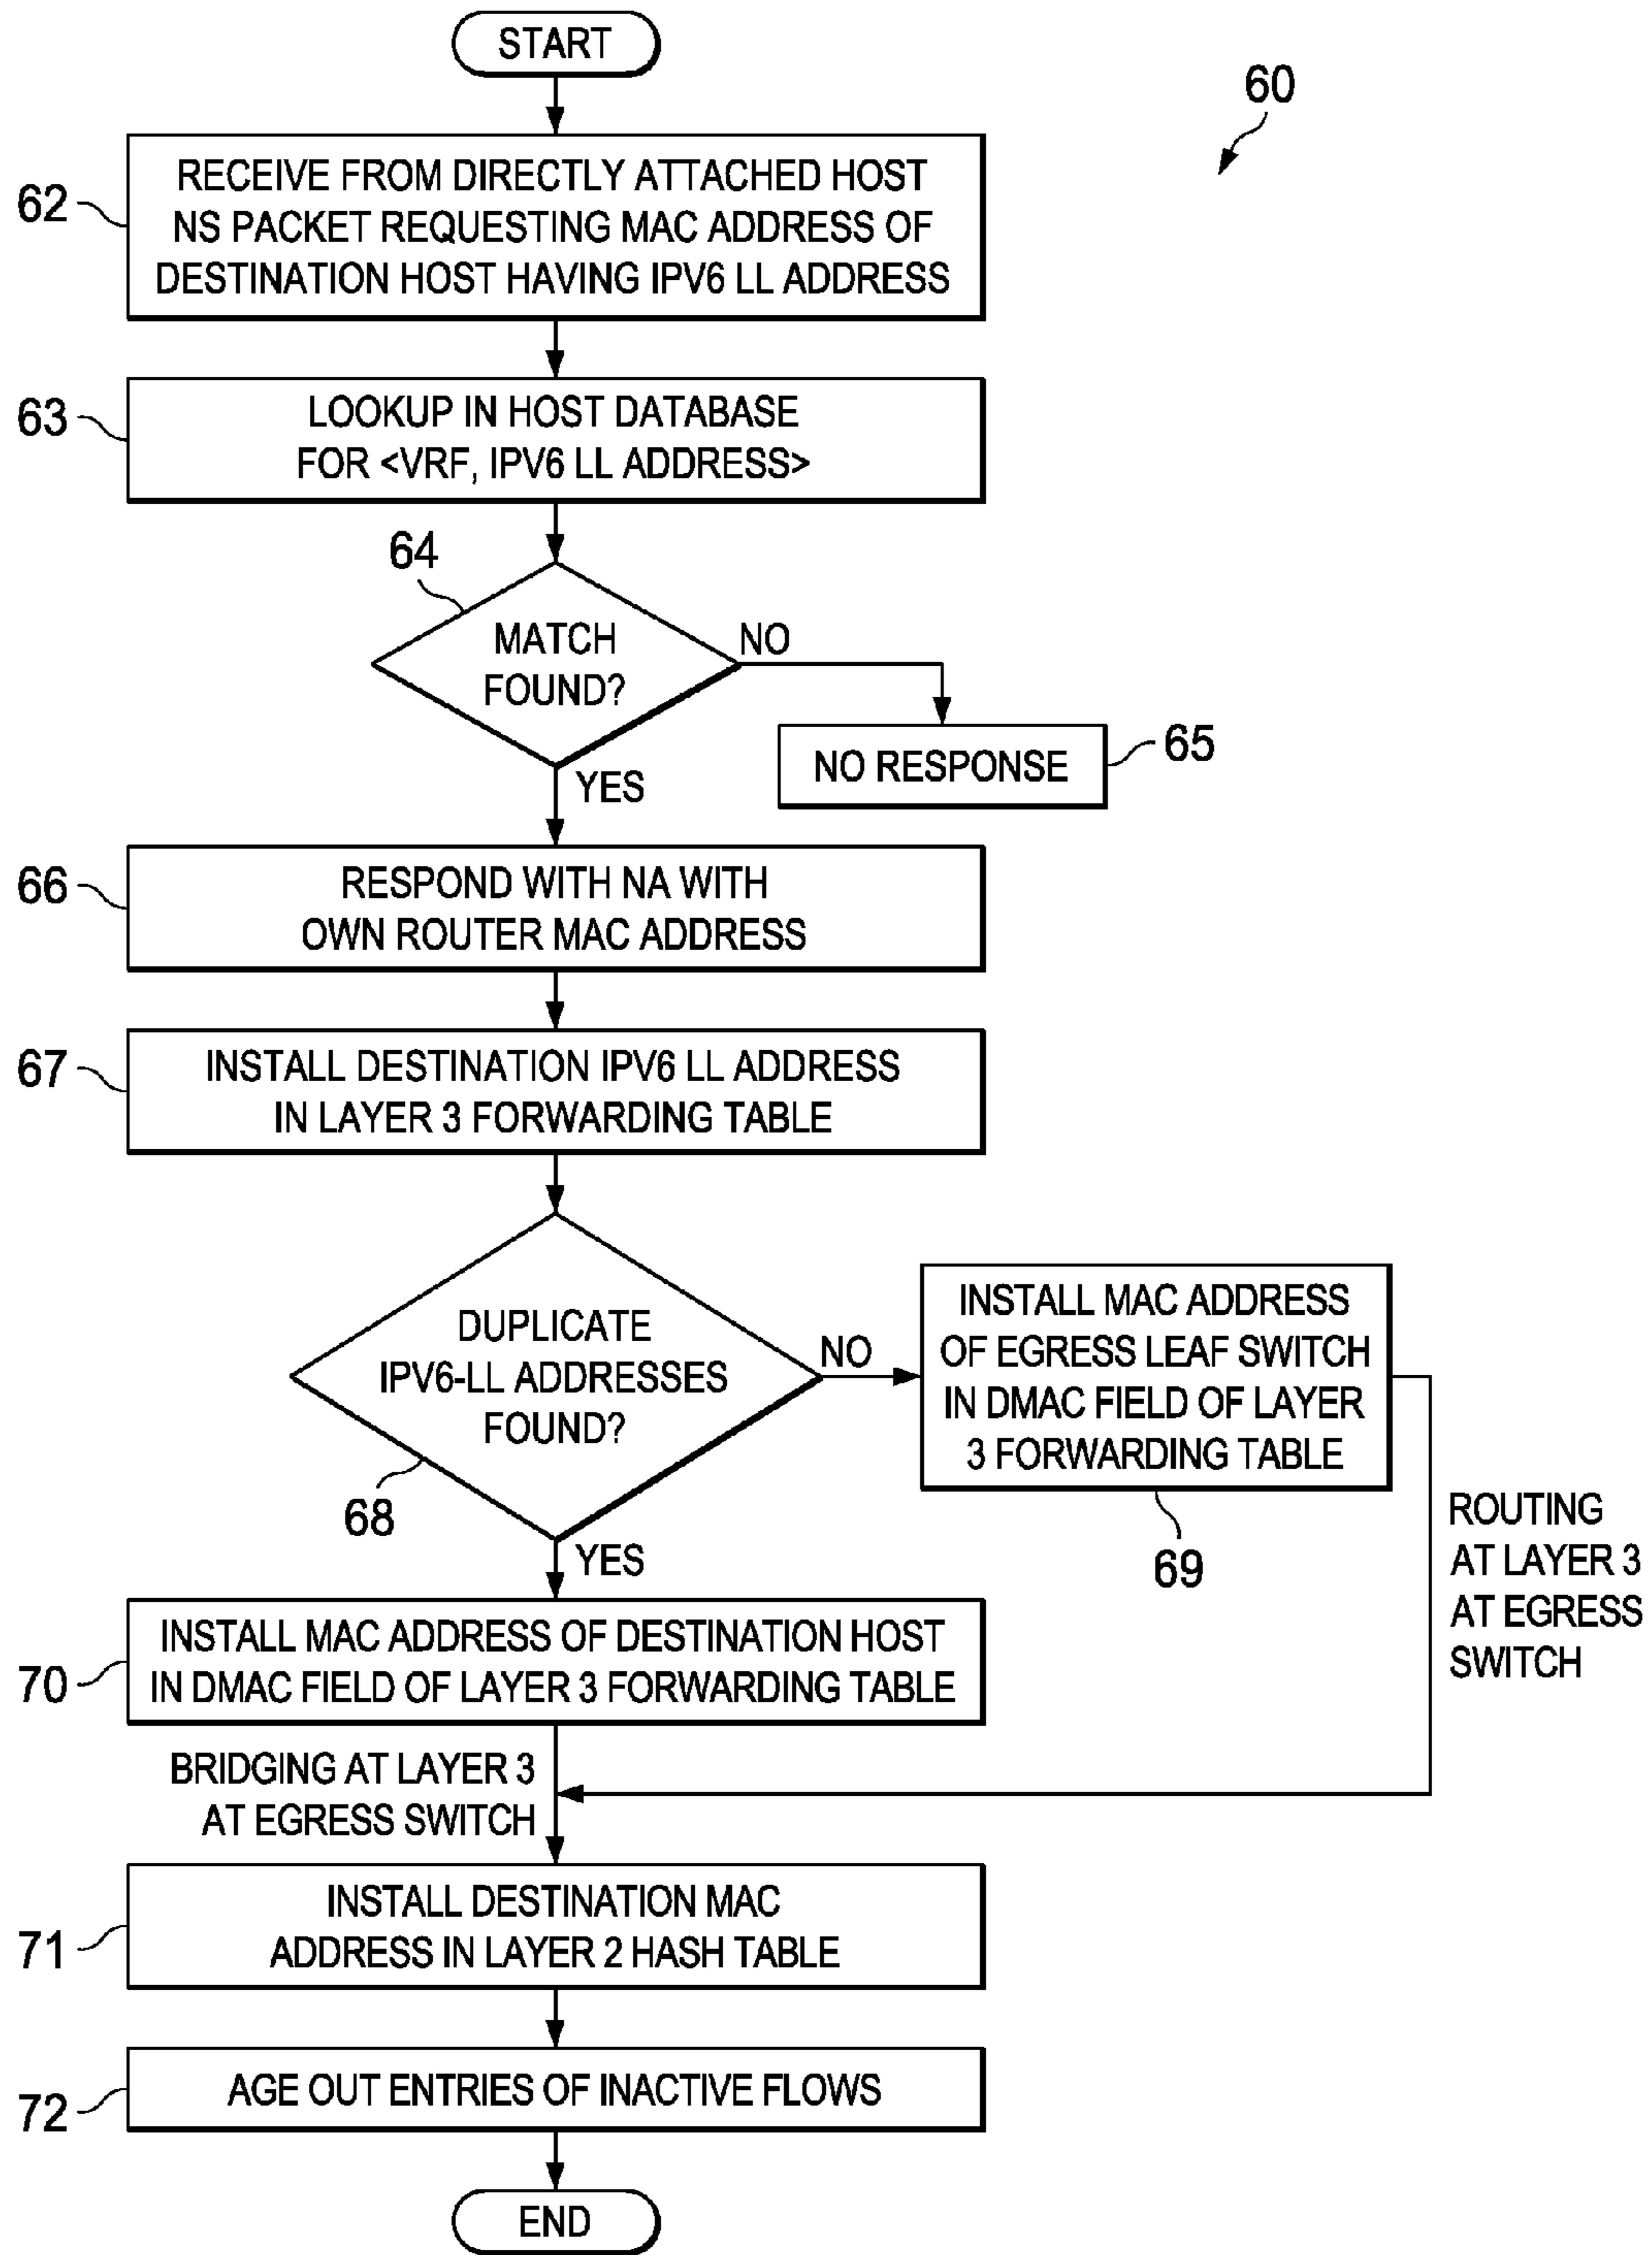 START
60
62
RECEIVE FROM DIRECTLY ATTACHED HOST
NS PACKET REQUESTING MAC ADDRESS OF
DESTINATION HOST HAVING IPV6 LL ADDRESS
63
LOOKUP IN HOST DATABASE
FOR <VRF, IPV6 LL ADDRESS>
64
MATCH
FOUND?
NO
YES
NO RESPONSE
65
66
RESPOND WITH NA WITH
OWN ROUTER MAC ADDRESS
67
INSTALL DESTINATION IPV6 LL ADDRESS
IN LAYER 3 FORWARDING TABLE
DUPLICATE
IPV6-LL ADDRESSES
FOUND?
68
NO
YES
INSTALL MAC ADDRESS
OF EGRESS LEAF SWITCH
IN DMAC FIELD OF LAYER
3 FORWARDING TABLE
69
ROUTING
AT LAYER 3
AT EGRESS
SWITCH
70
INSTALL MAC ADDRESS OF DESTINATION HOST
IN DMAC FIELD OF LAYER 3 FORWARDING TABLE
BRIDGING AT LAYER 3
AT EGRESS SWITCH
71
INSTALL DESTINATION MAC
ADDRESS IN LAYER 2 HASH TABLE
72
AGE OUT ENTRIES OF INACTIVE FLOWS
END